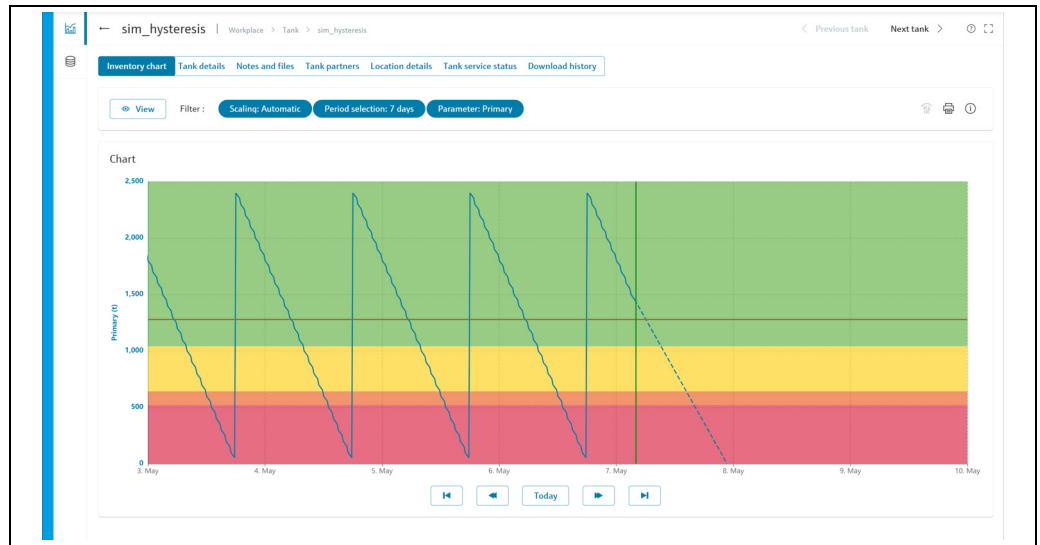 ← sim_hysteresis | Workplace > Tank > sim_hysteresis < Previous tank Next tank >
Inventory chart Tank details Notes and files Tank partners Location details Tank service status Download history
View Filter : Scaling: Automatic Period selection: 7 days Parameter: Primary
Chart
2,500
2,000
1,500
1,000
500
0
Primary (t)
3. May 4. May 5. May 6. May 7. May 8. May 9. May 10. May
Today